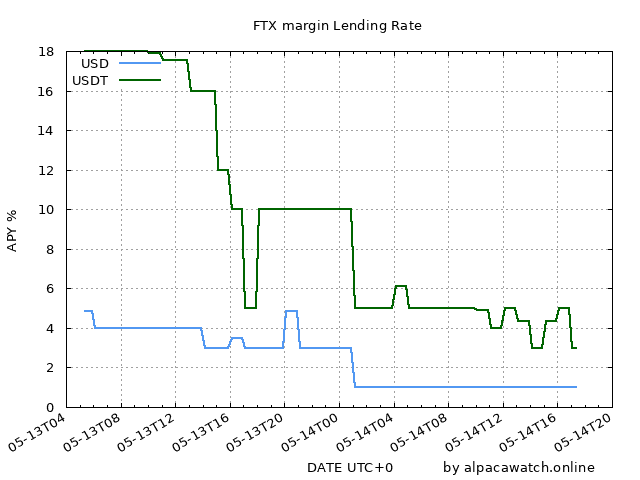 FTX margin Lending Rate
APY %
18
16
14
12
10
8
6
4
2
0
USD
USDT
05-13T04
05-13T08
05-13T12
05-13T16
05-13T20
05-14T00
05-14T04
05-14T08
05-14T12
05-14T16
05-14T20
DATE UTC+0 by alpacawatch.online